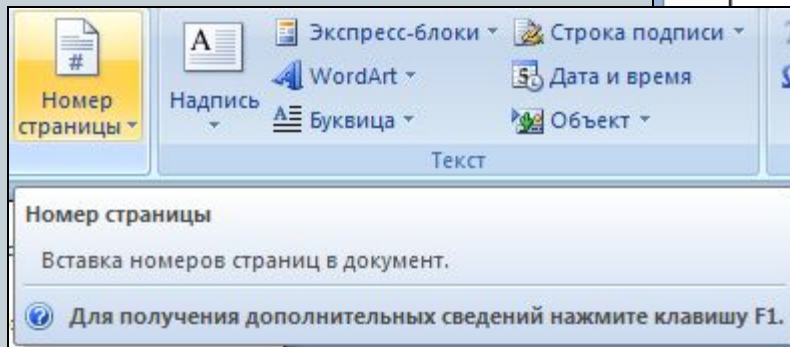 Номер
страницы
Надпись
Экспресс-блоки
WordArt
Буквица
Строка подписи
Дата и время
Объект
Текст
Номер страницы
Вставка номеров страниц в документ.
Для получения дополнительных сведений нажмите клавишу F1.